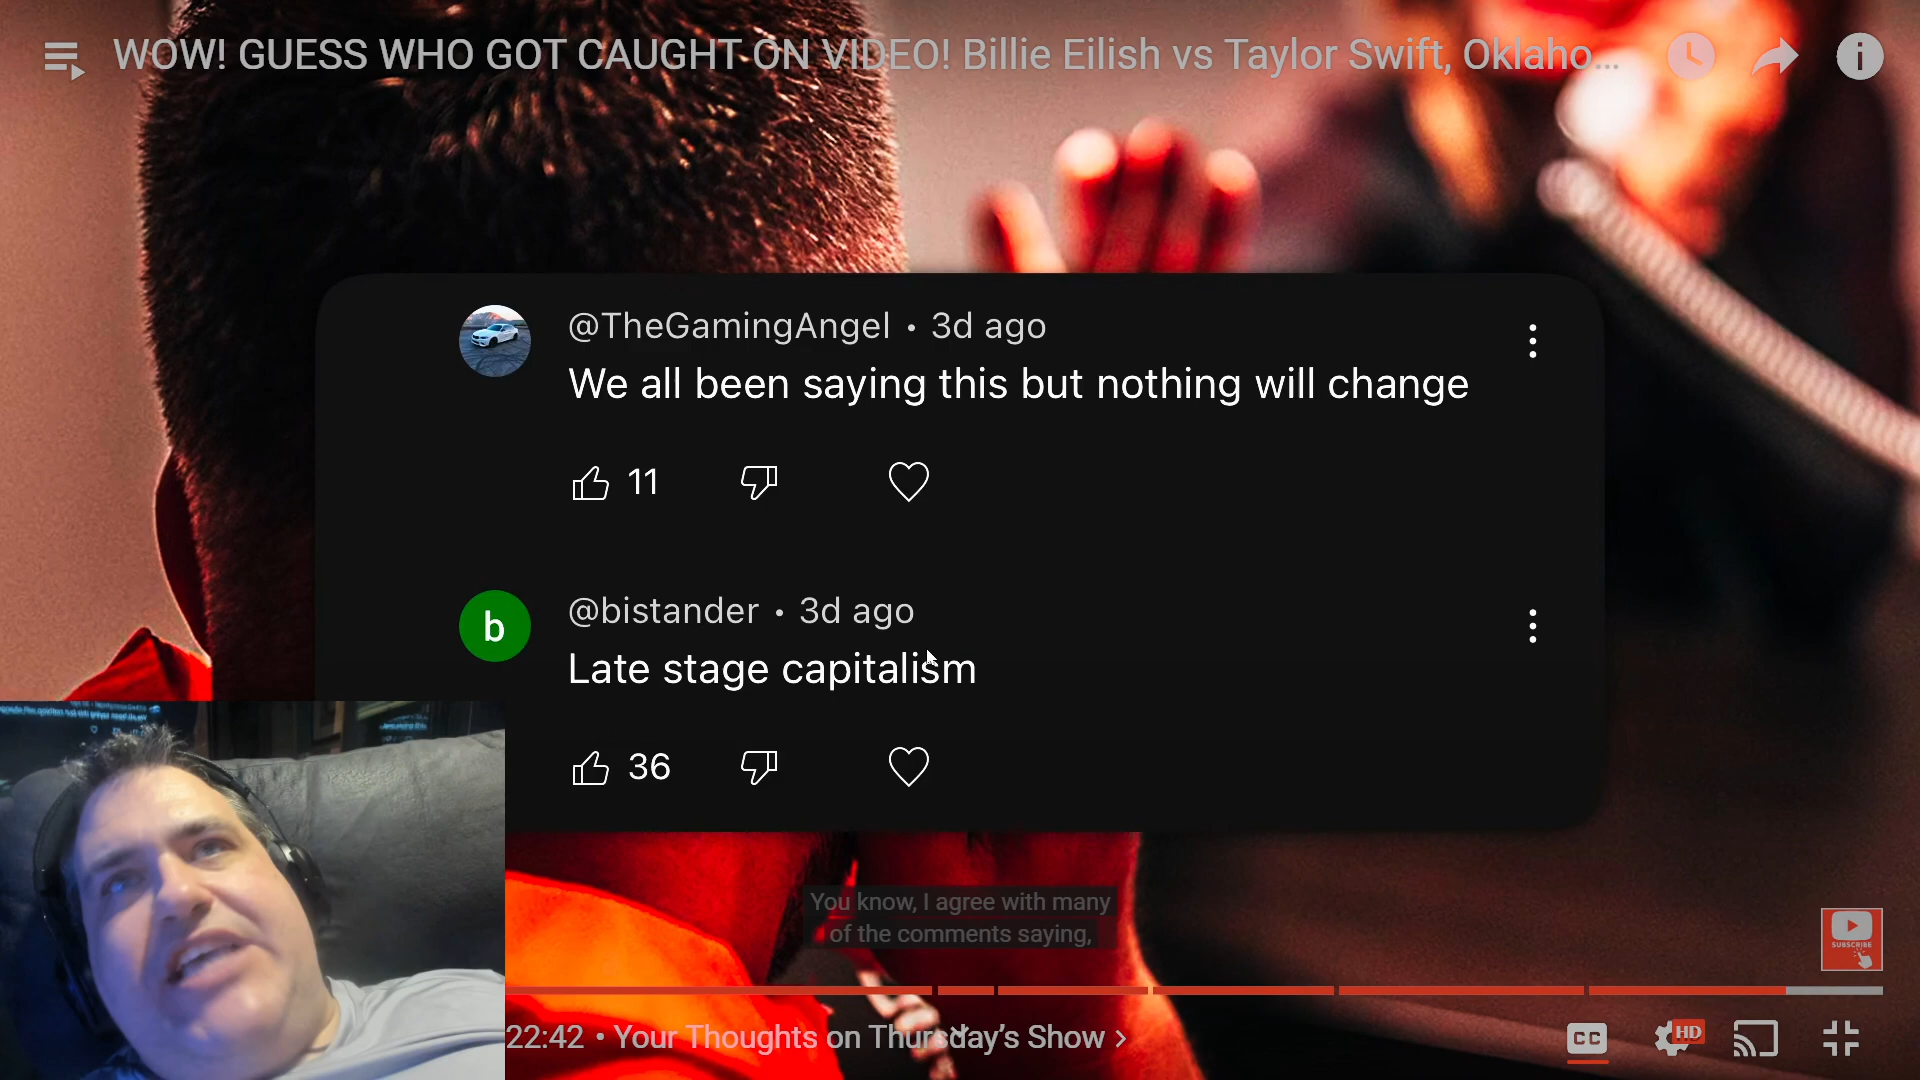 WOW! GUESS WHO GOT CAUGHT ON VIDEO! Billie Eilish vs Taylor Swift, Oklaho...
@TheGamingAngel • 3d ago
We all been saying this but nothing will change
11
b
@bistander • 3d ago
Late stage capitalism
36
You know, I agree with many
of the comments saying,
SUBSCRIBE
22:42 • Your Thoughts on Thursday’s Show >
CC
HD